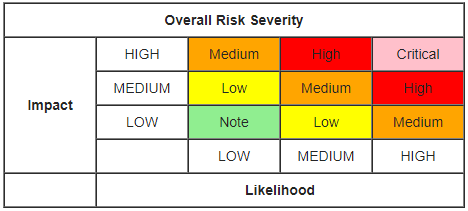 Overall Risk Severity
Impact
HIGH Medium High Critical
MEDIUM Low Medium High
LOW Note Low Medium
LOW MEDIUM HIGH
Likelihood